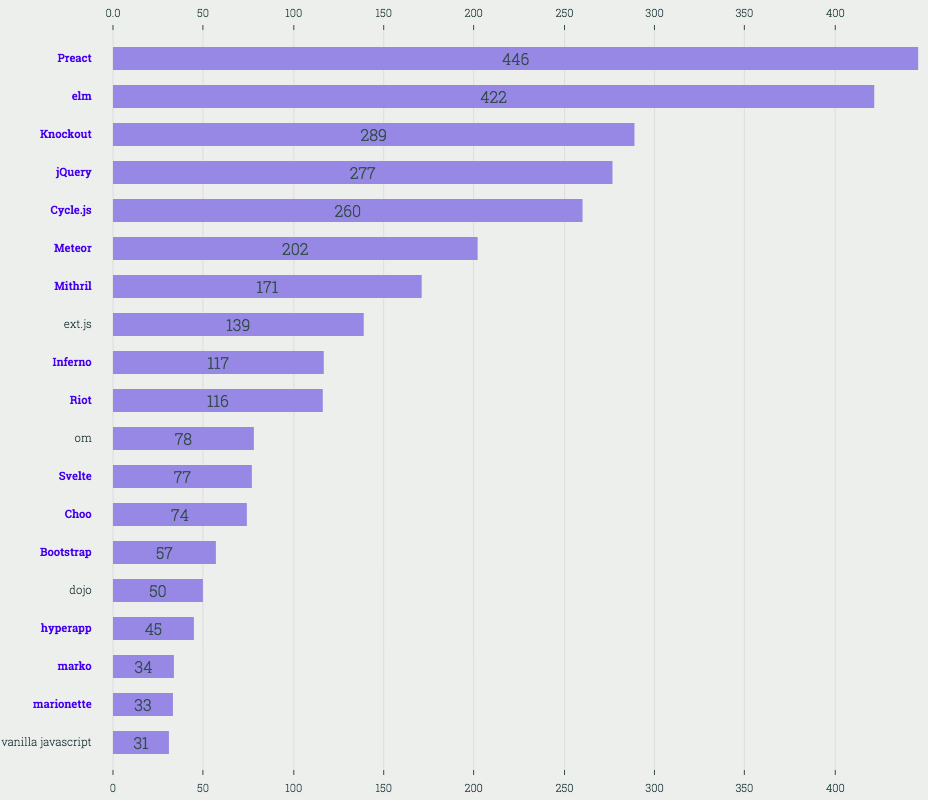 0.0 50 100 150 200 250 300 350 400
Preact 446
elm 422
Knockout 289
jQuery 277
Cycle.js 260
Meteor 202
Mithril 171
ext.js 139
Inferno 117
Riot 116
om 78
Svelte 77
Choo 74
Bootstrap 57
dojo 50
hyperapp 45
marko 34
marionette 33
vanilla javascript 31
0 50 100 150 200 250 300 350 400